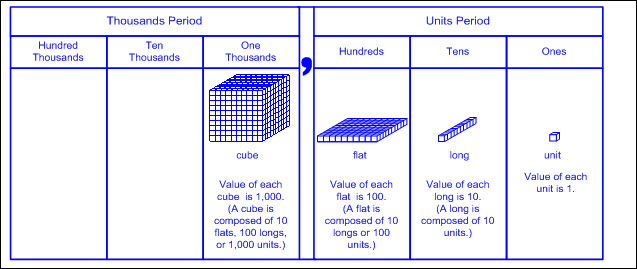 Thousands Period
Units Period
Hundred
Thousands
Ten
Thousands
One
Thousands
,
Hundreds
Tens
Ones
cube
flat
long
unit
Value of each
cube is 1,000.
(A cube is
composed of 10
flats, 100 longs,
or 1,000 units.)
Value of each
flat is 100.
(A flat is
composed of 10
longs or 100
units.)
Value of each
long is 10.
(A long is
composed of 10
units.)
Value of each
unit is 1.